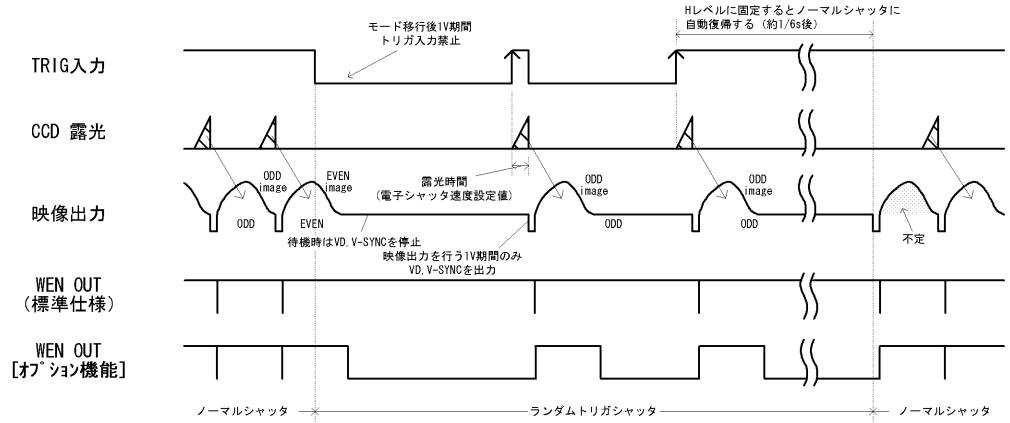 Hレベルに固定するとノーマルシャッタに
自動復帰する（約1/6s後）
モード移行後1V期間
トリガ入力禁止
TRIG入力
CCD 露光
ODD
image
EVEN
image
露光時間
(電子シャッタ速度設定値)
ODD
image
ODD
image
映像出力
ODD
EVEN
ODD
ODD
不定
待機時はVD,V-SYNCを停止
映像出力を行う1V期間のみ
VD,V-SYNCを出力
WEN OUT
(標準仕様)
WEN OUT
[オプション機能]
ノーマルシャッタ
ランダムトリガシャッタ
ノーマルシャッタ